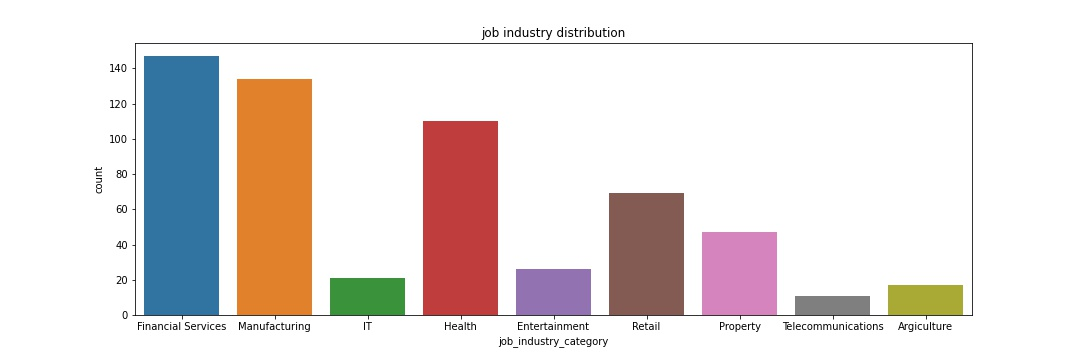 job industry distribution
140
120
100
80
60
40
20
0
count
Financial Services Manufacturing IT Health Entertainment Retail Property Telecommunications Argiculture
job_industry_category